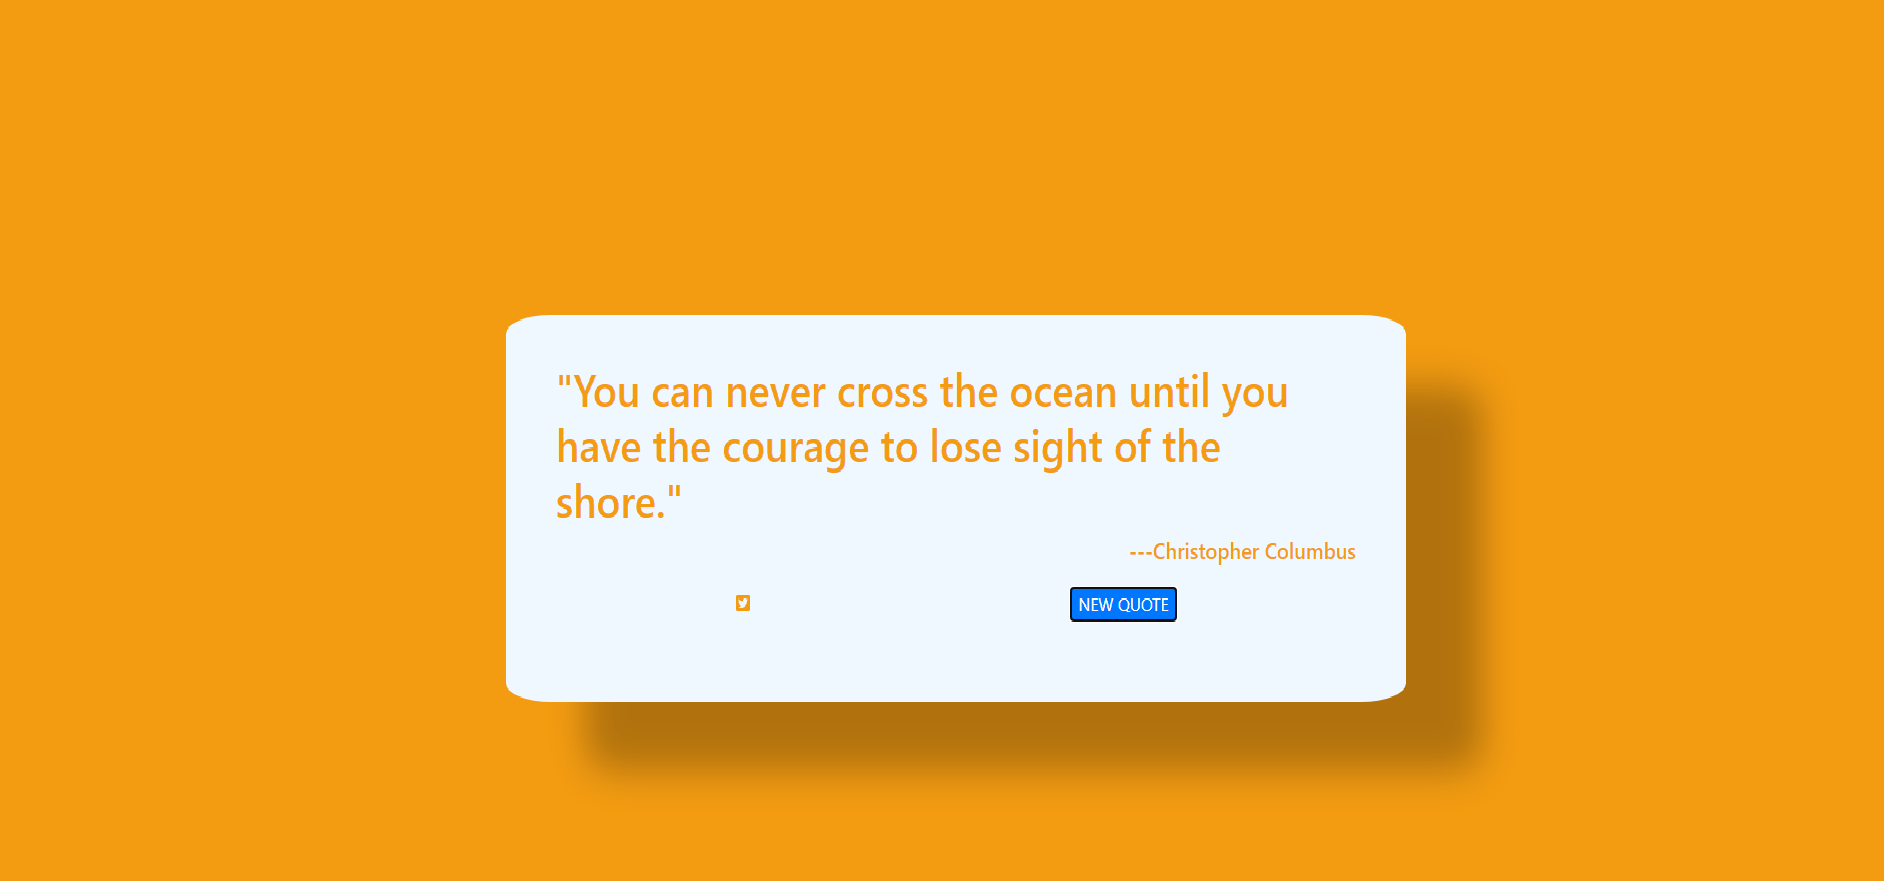 "You can never cross the ocean until you
have the courage to lose sight of the
shore."
---Christopher Columbus
NEW QUOTE